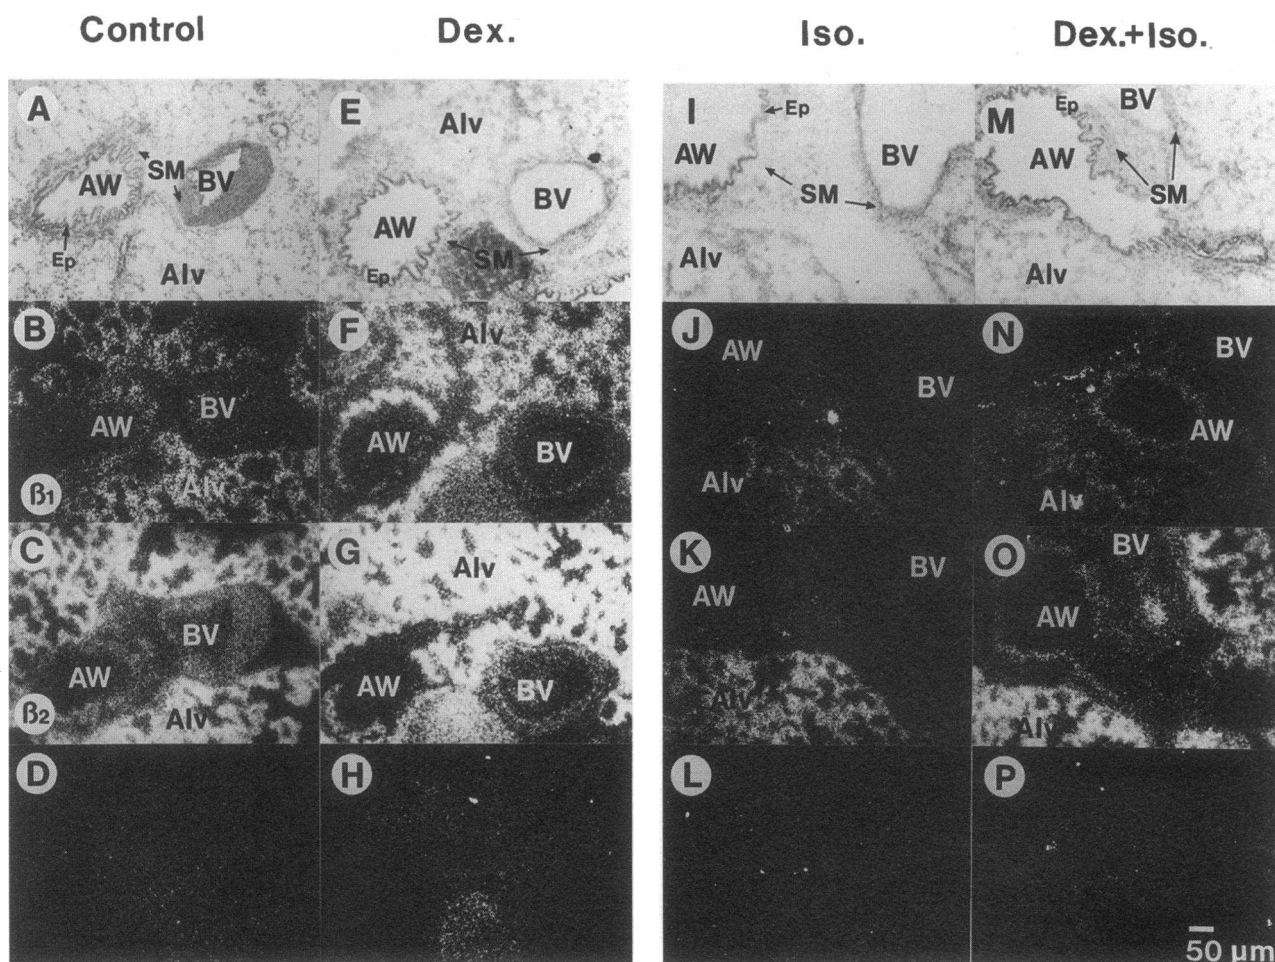 Control Dex. Iso. Dex.+Iso.
A SM AW BV Ep Alv
E Alv BV AW SM Ep
I Ep AW BV SM Alv
M Ep BV AW SM Alv
B BV AW Alv ß1
F Alv AW BV
J AW BV Alv
N BV AW Alv
C BV AW Alv ß2
G Alv AW BV
K BV AW Alv
O BV AW Alv
D
H
L
P
50 µm